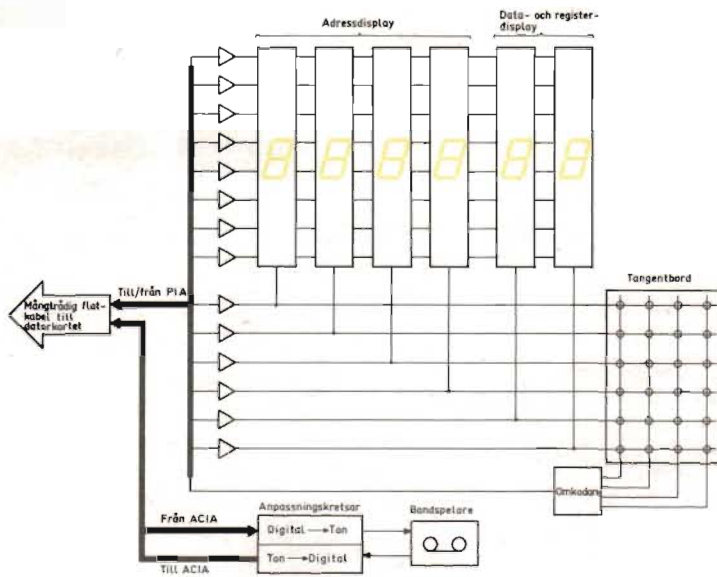 Adressdisplay
Data- och register-
display
Till/från PIA
Mångtrådig flat-
kabel till
datorkortet
Tangentbord
Omkodare
Från ACIA
Till ACIA
Anpassningskretsar
Digital → Ton
Ton → Digital
Bandspelare